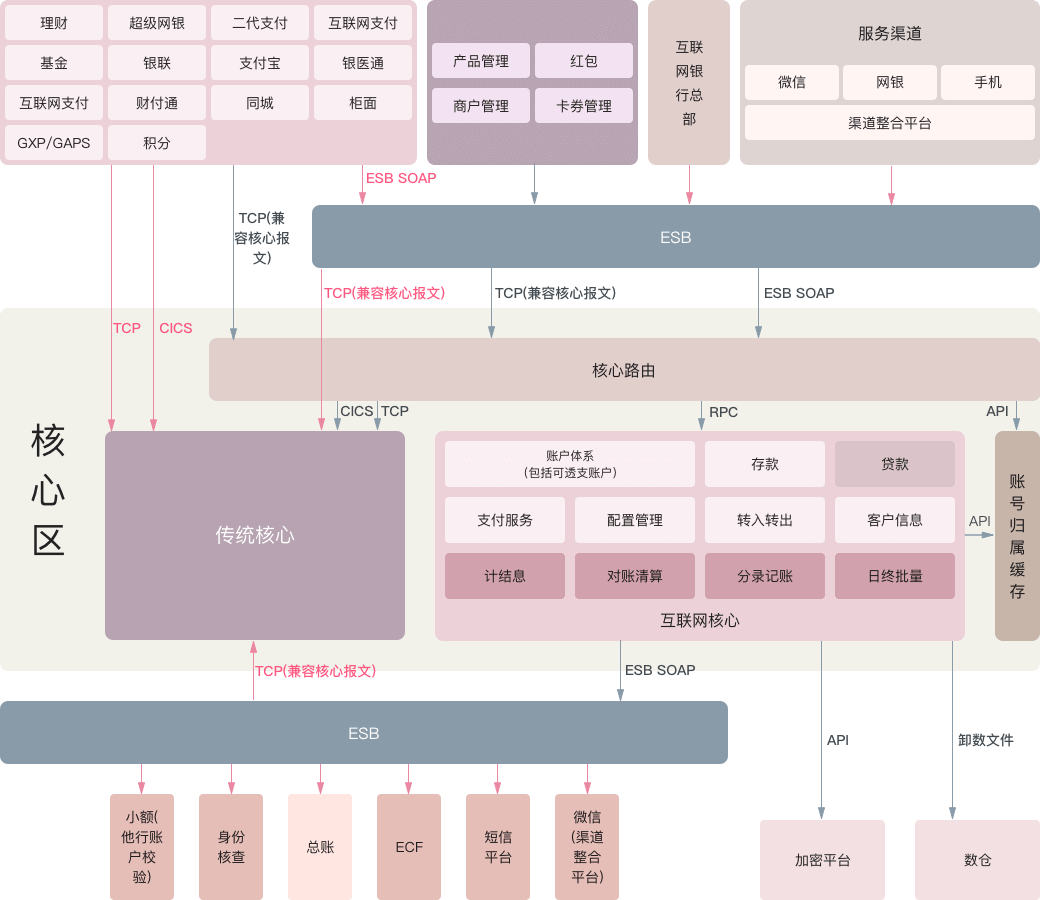 理财
超级网银
二代支付
互联网支付
基金
银联
支付宝
银医通
互联网支付
财付通
同城
柜面
GXP/GAPS
积分
产品管理
红包
商户管理
卡券管理
互联
网银
行总
部
服务渠道
微信
网银
手机
渠道整合平台
ESB SOAP
TCP(兼
容核心报
文)
ESB
TCP(兼容核心报文)
TCP(兼容核心报文)
ESB SOAP
TCP
CICS
核心路由
CICS
TCP
RPC
API
核
心
区
传统核心
账户体系
(包括可透支账户)
存款
贷款
支付服务
配置管理
转入转出
客户信息
计结息
对账清算
分录记账
日终批量
互联网核心
API
账
号
归
属
缓
存
TCP(兼容核心报文)
ESB SOAP
ESB
API
卸数文件
小额(
他行账
户校
验)
身份
核查
总账
ECF
短信
平台
微信
(渠道
整合
平台)
加密平台
数仓